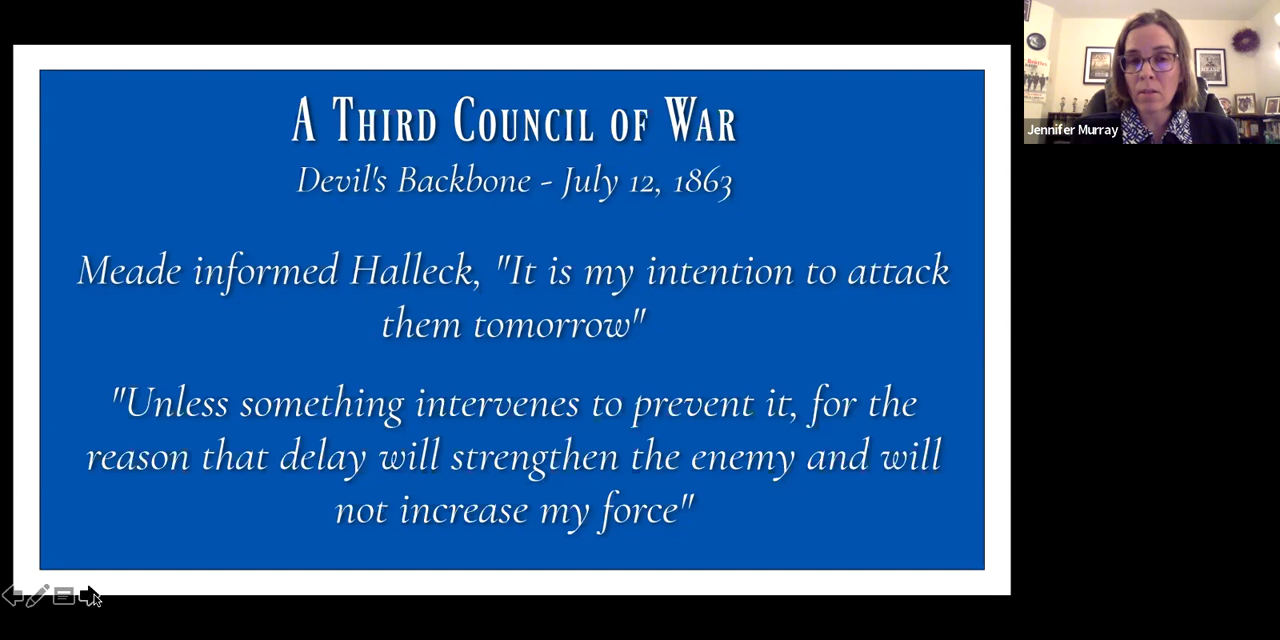 A Third Council of War
Devil's Backbone - July 12, 1863
Meade informed Halleck, "It is my intention to attack
them tomorrow"
"Unless something intervenes to prevent it, for the
reason that delay will strengthen the enemy and will
not increase my force"
Jennifer Murray